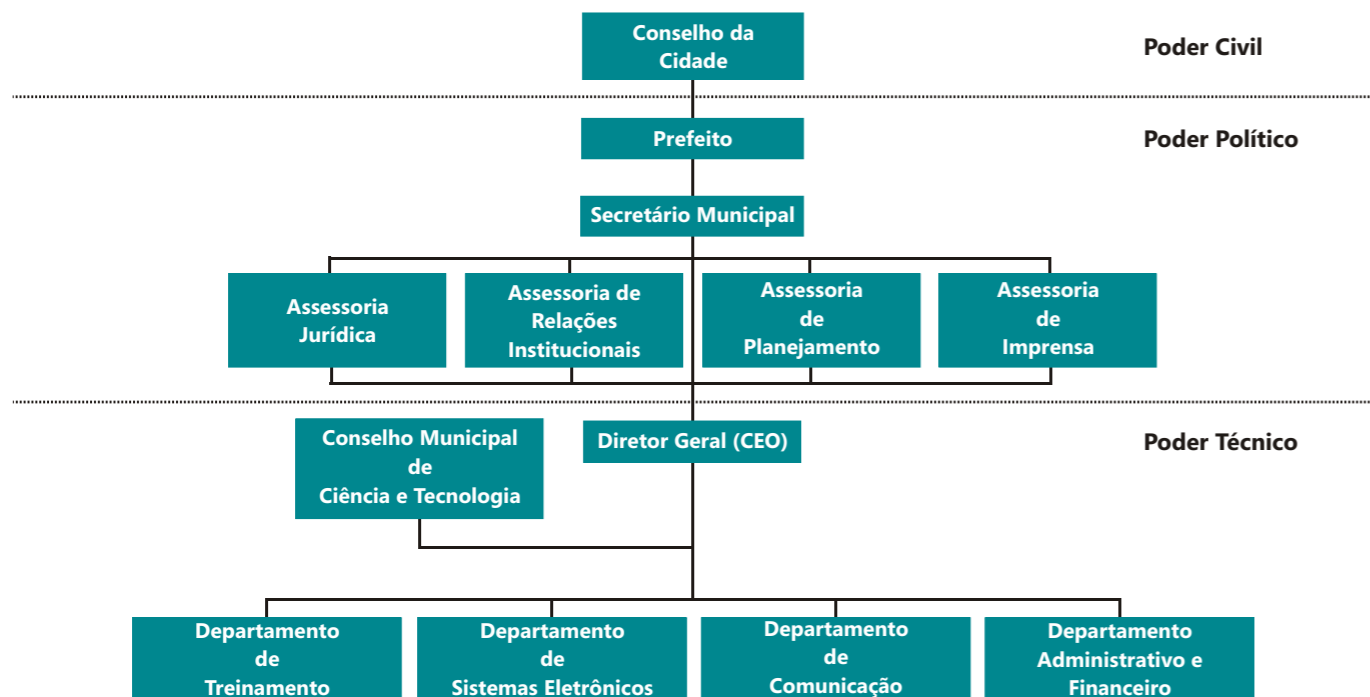 Conselho da
Cidade
Poder Civil
Prefeito
Poder Político
Secretário Municipal
Assessoria
Jurídica
Assessoria de
Relações
Institucionais
Assessoria
de
Planejamento
Assessoria
de
Imprensa
Conselho Municipal
de
Ciência e Tecnologia
Diretor Geral (CEO)
Poder Técnico
Departamento
de
Treinamento
Departamento
de
Sistemas Eletrônicos
Departamento
de
Comunicação
Departamento
Administrativo e
Financeiro